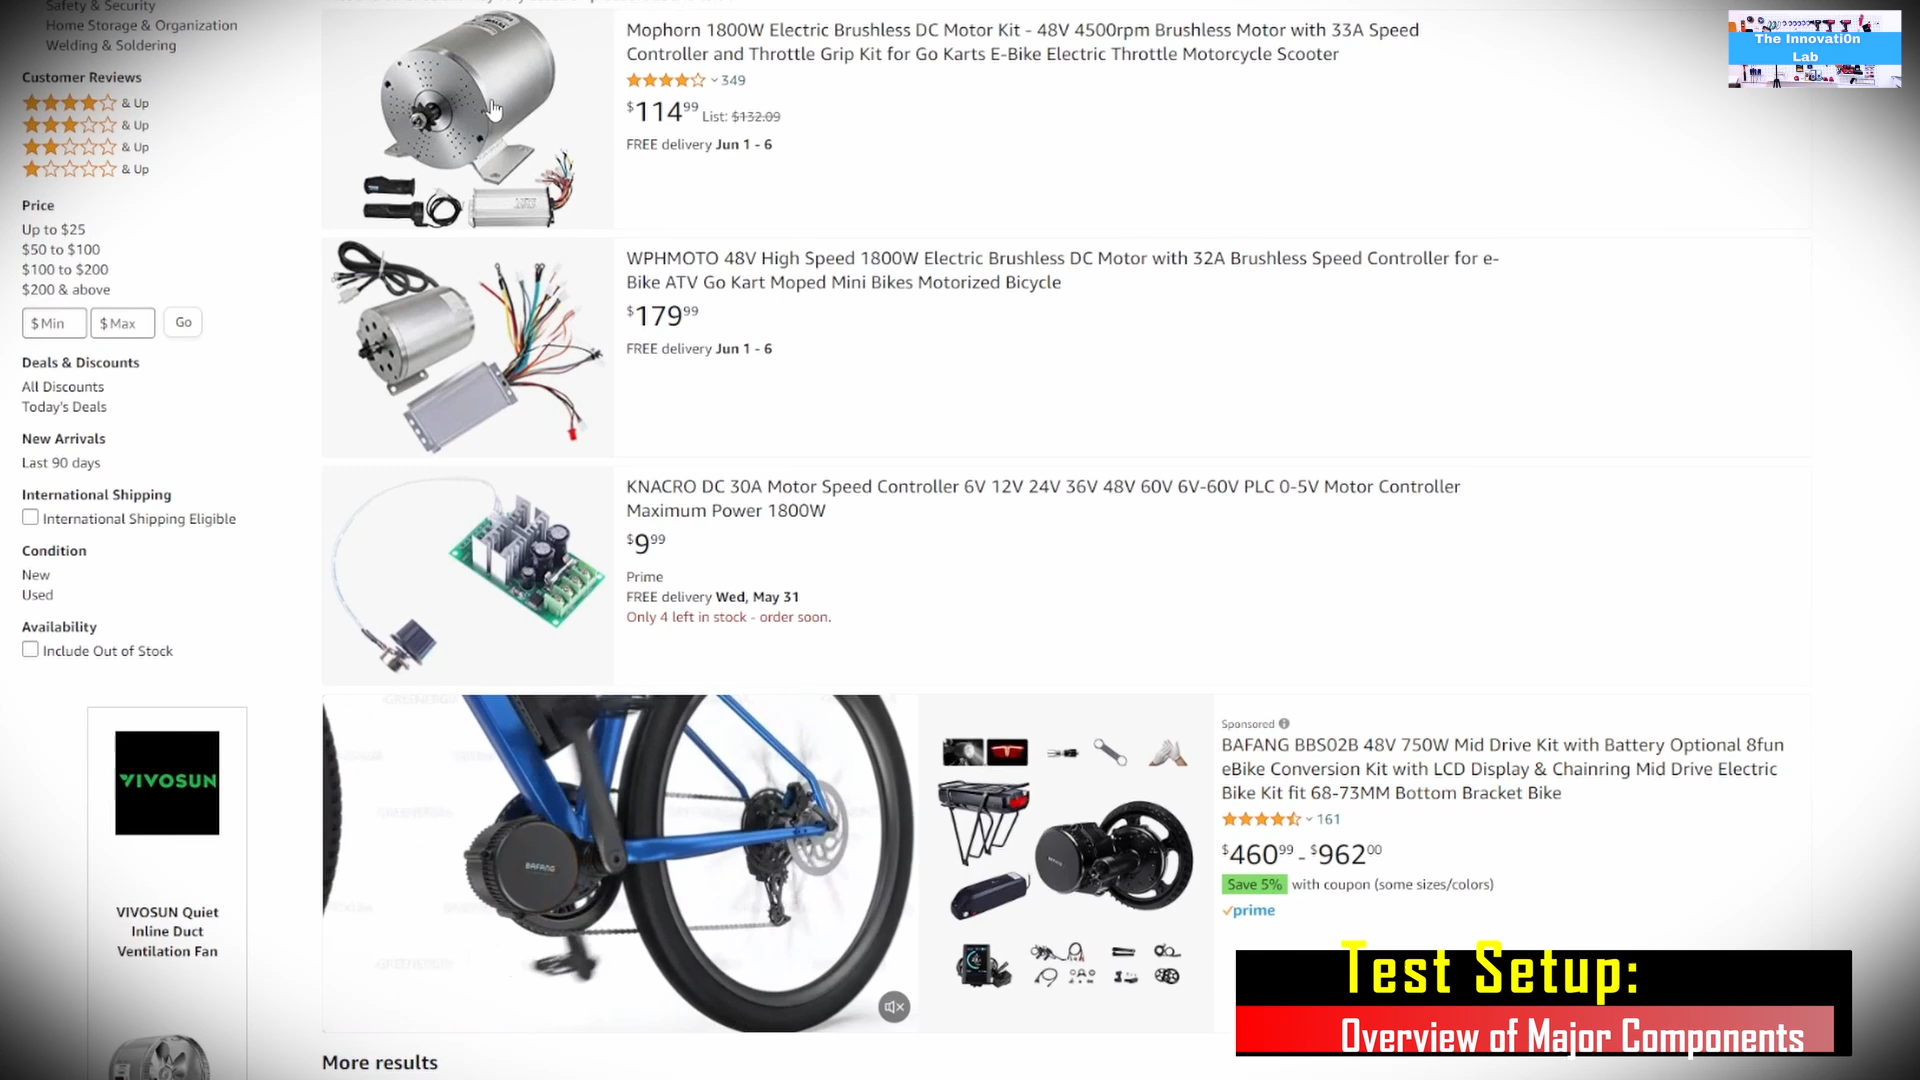 Safety & Security
Home Storage & Organization
Welding & Soldering
Customer Reviews
& Up
& Up
& Up
& Up
Price
Up to $25
$50 to $100
$100 to $200
$200 & above
$ Min
$ Max
Go
Deals & Discounts
All Discounts
Today's Deals
New Arrivals
Last 90 days
International Shipping
International Shipping Eligible
Condition
New
Used
Availability
Include Out of Stock
VIVOSUN
VIVOSUN Quiet
Inline Duct
Ventilation Fan
Mophorn 1800W Electric Brushless DC Motor Kit - 48V 4500rpm Brushless Motor with 33A Speed
Controller and Throttle Grip Kit for Go Karts E-Bike Electric Throttle Motorcycle Scooter
349
$114.99 List: $132.09
FREE delivery Jun 1 - 6
WPHMOTO 48V High Speed 1800W Electric Brushless DC Motor with 32A Brushless Speed Controller for e-
Bike ATV Go Kart Moped Mini Bikes Motorized Bicycle
$179.99
FREE delivery Jun 1 - 6
KNACRO DC 30A Motor Speed Controller 6V 12V 24V 36V 48V 60V 6V-60V PLC 0-5V Motor Controller
Maximum Power 1800W
$9.99
Prime
FREE delivery Wed, May 31
Only 4 left in stock - order soon.
BAFANG
Sponsored
BAFANG BBS02B 48V 750W Mid Drive Kit with Battery Optional 8fun
eBike Conversion Kit with LCD Display & Chainring Mid Drive Electric
Bike Kit fit 68-73MM Bottom Bracket Bike
161
$460.99 - $962.00
Save 5% with coupon (some sizes/colors)
prime
More results
The Innovati0n
Lab
Test Setup:
Overview of Major Components